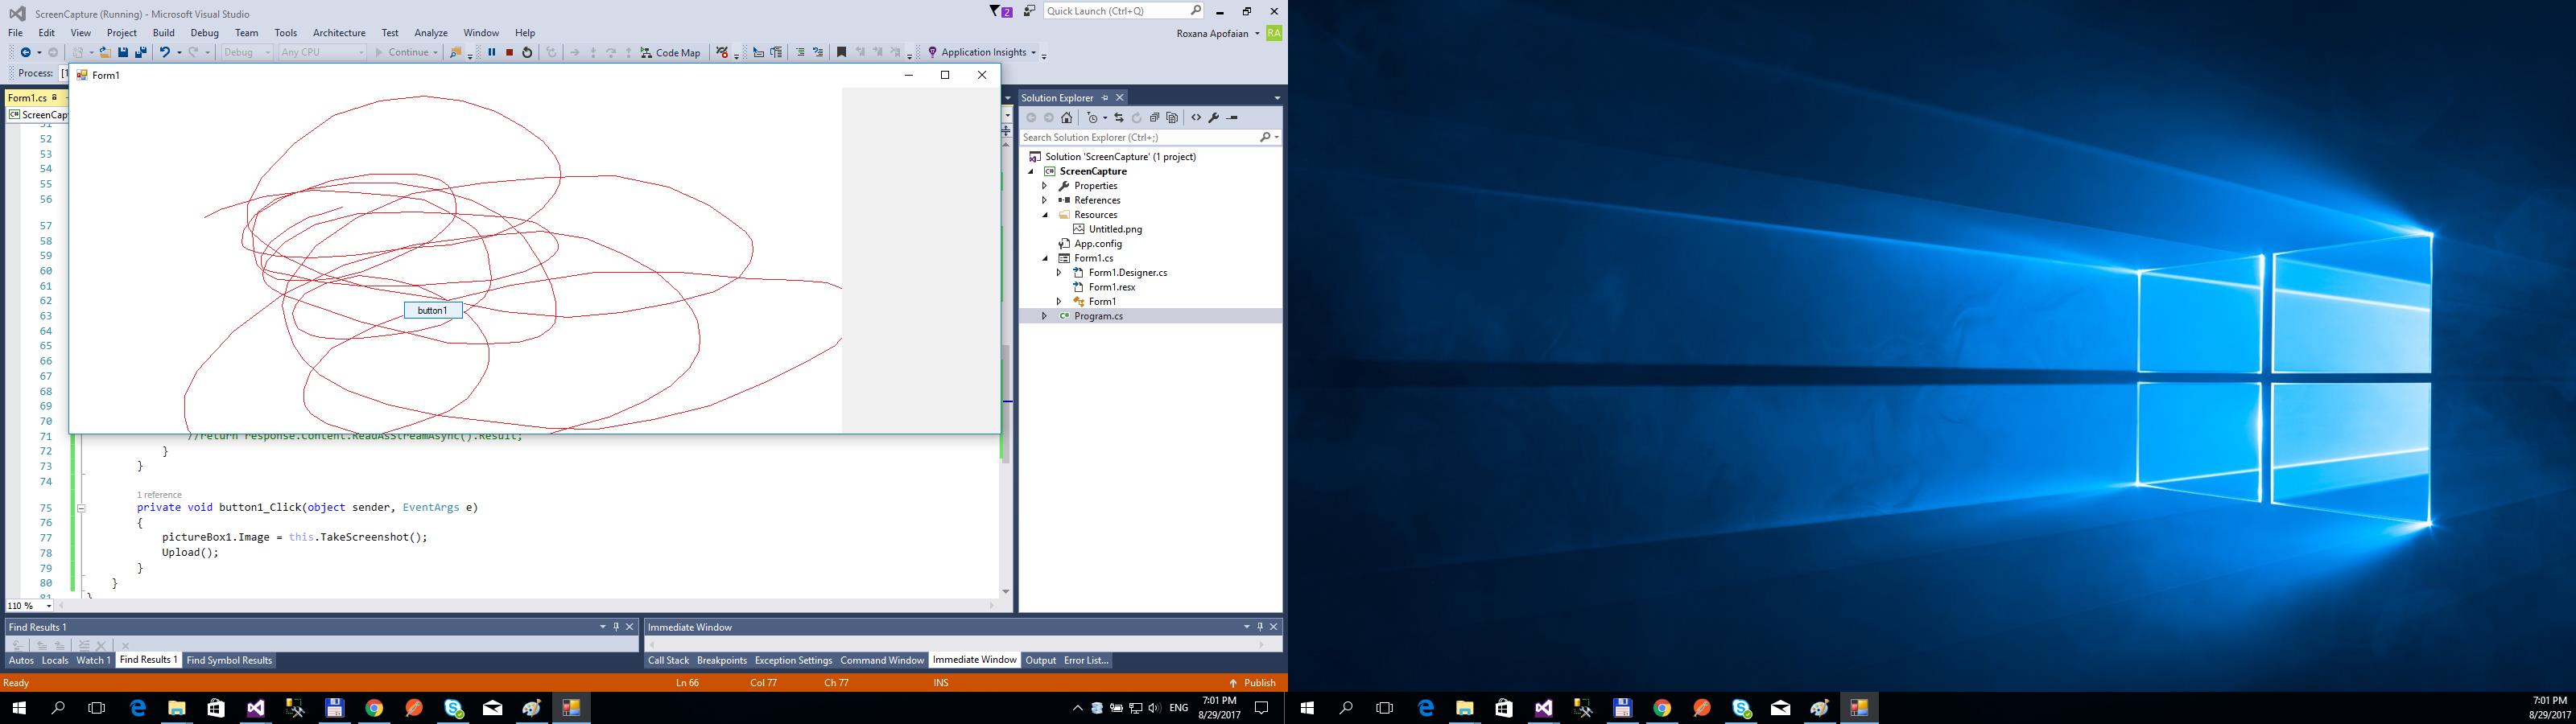 ScreenCapture (Running) - Microsoft Visual Studio
2
Quick Launch (Ctrl+Q)
File Edit View Project Build Debug Team Tools Architecture Test Analyze Window Help
Roxana Apofaian RA
Debug Any CPU Continue Code Map Application Insights
Process:
Form1
Form1.cs
Solution Explorer
Search Solution Explorer (Ctrl+;)
Solution 'ScreenCapture' (1 project)
ScreenCapture
Properties
References
Resources
Untitled.png
App.config
Form1.cs
Form1.Designer.cs
Form1.resx
Form1
Program.cs
button1
51
52
53
54
55
56
57
58
59
60
61
62
63
64
65
66
67
68
69
70
71 //return response.Content.ReadAsStreamAsync().Result;
72 }
73 }
74
1 reference
75 private void button1_Click(object sender, EventArgs e)
76 {
77 pictureBox1.Image = this.TakeScreenshot();
78 Upload();
79 }
80 }
81 }
110 %
Find Results 1
Immediate Window
Autos Locals Watch 1 Find Results 1 Find Symbol Results
Call Stack Breakpoints Exception Settings Command Window Immediate Window Output Error List...
Ready Ln 66 Col 77 Ch 77 INS Publish
ENG
7:01 PM
8/29/2017
7:01 PM
8/29/2017